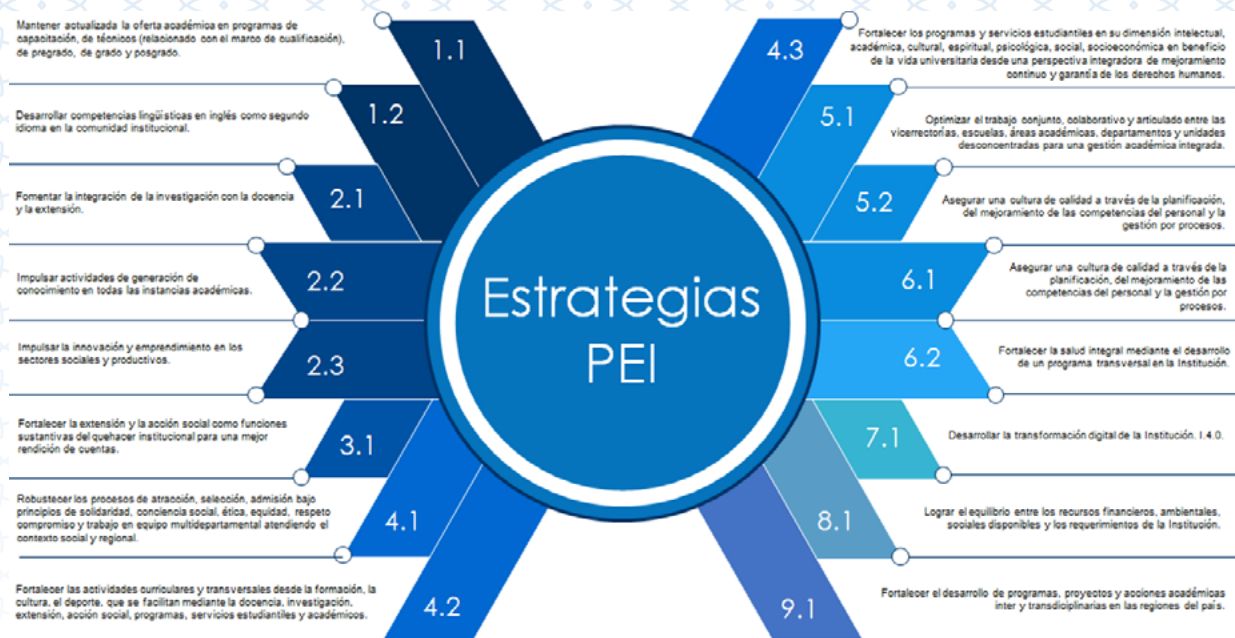 Mantener actualizada la oferta académica en programas de
capacitación, de técnicos (relacionado con el marco de cualificación),
de pregrado, de grado y posgrado.
1.1
Desarrollar competencias lingüísticas en inglés como segundo
idioma en la comunidad institucional.
1.2
Fomentar la integración de la investigación con la docencia
y la extensión.
2.1
Impulsar actividades de generación de
conocimiento en todas las instancias académicas.
2.2
Impulsar la innovación y emprendimiento en los
sectores sociales y productivos.
2.3
Fortalecer la extensión y la acción social como funciones
sustantivas del quehacer institucional para una mejor
rendición de cuentas.
3.1
Robustecer los procesos de atracción, selección, admisión bajo
principios de solidaridad, conciencia social, ética, equidad, respeto
compromiso y trabajo en equipo multidepartamental atendiendo el
contexto social y regional.
4.1
Fortalecer las actividades curriculares y transversales desde la formación, la
cultura, el deporte, que se facilitan mediante la docencia, investigación,
extensión, acción social, programas, servicios estudiantiles y académicos.
4.2
Estrategias
PEI
4.3
Fortalecer los programas y servicios estudiantiles en su dimensión intelectual,
académica, cultural, espiritual, psicológica, social, socioeconómica en beneficio
de la vida universitaria desde una perspectiva integradora de mejoramiento
continuo y garantía de los derechos humanos.
5.1
Optimizar el trabajo conjunto, colaborativo y articulado entre las
vicerrectorías, escuelas, áreas académicas, departamentos y unidades
desconcentradas para una gestión académica integrada.
5.2
Asegurar una cultura de calidad a través de la planificación,
del mejoramiento de las competencias del personal y la
gestión por procesos.
6.1
Asegurar una cultura de calidad a través de la
planificación, del mejoramiento de las
competencias del personal y la gestión por
procesos.
6.2
Fortalecer la salud integral mediante el desarrollo
de un programa transversal en la Institución.
7.1
Desarrollar la transformación digital de la Institución. I.4.0.
8.1
Lograr el equilibrio entre los recursos financieros, ambientales,
sociales disponibles y los requerimientos de la Institución.
9.1
Fortalecer el desarrollo de programas, proyectos y acciones académicas
inter y transdiciplinarias en las regiones del país.